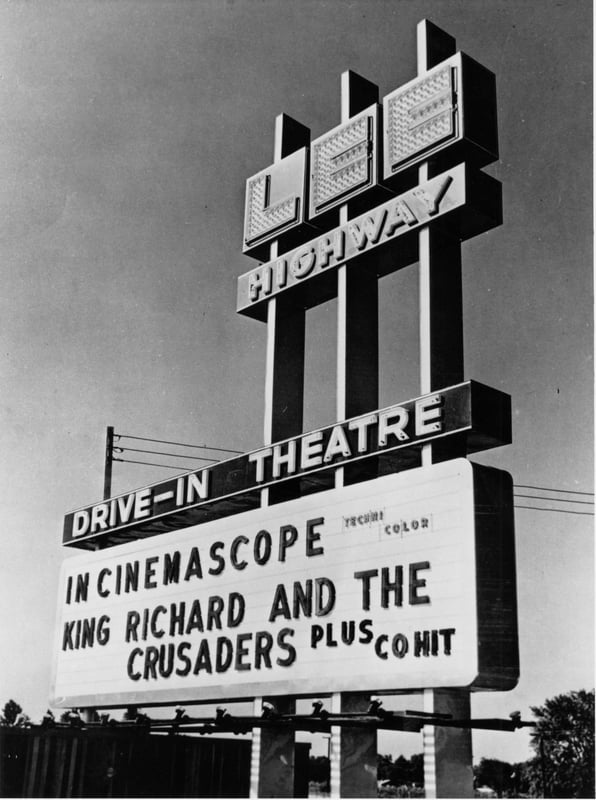 LEE
HIGHWAY
DRIVE-IN THEATRE
IN CINEMASCOPE TECHNI COLOR
KING RICHARD AND THE
CRUSADERS PLUS CO HIT